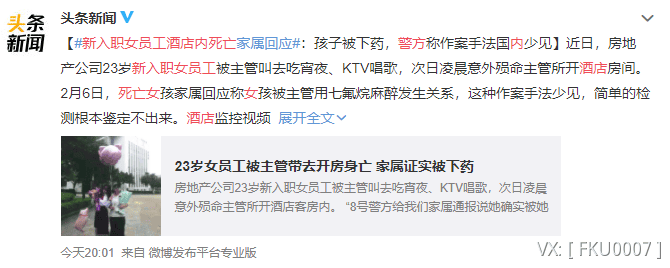 头条新闻
头条
新闻
【#新入职女员工酒店内死亡家属回应#：孩子被下药，警方称作案手法国内少见】近日，房地
产公司23岁新入职女员工被主管叫去吃宵夜、KTV唱歌，次日凌晨意外殒命主管所开酒店房间。
2月6日，死亡女孩家属回应称女孩被主管用七氟烷麻醉发生关系，这种作案手法少见，简单的检
测根本鉴定不出来。酒店监控视频 展开全文
23岁女员工被主管带去开房身亡 家属证实被下药
房地产公司23岁新入职女员工被主管叫去吃宵夜、KTV唱歌，次日凌晨
意外殒命主管所开酒店客房内。 “8号警方给我们家属通报说她确实被她
今天20:01 来自 微博发布平台专业版
VX: [ FKU0007 ]